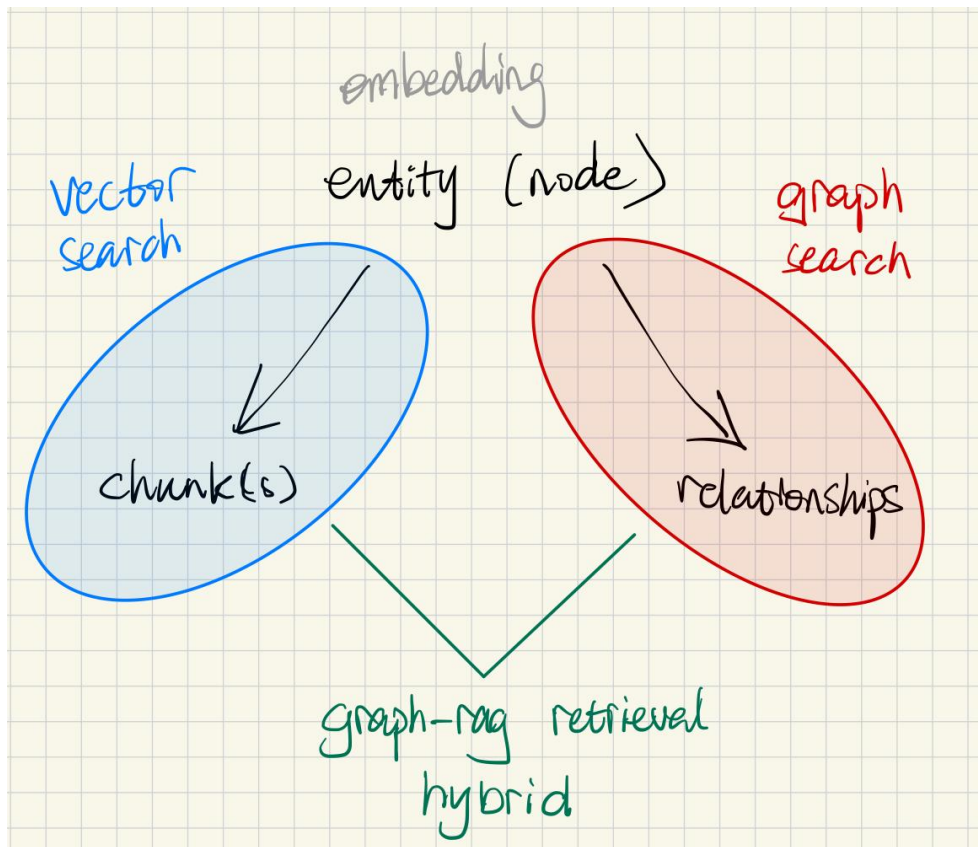 embedding
entity (node)
vector
search
graph
search
chunk(s)
relationships
graph-rag retrieval
hybrid